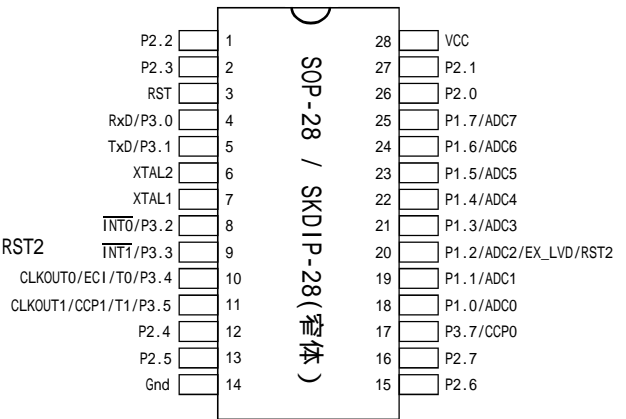 P2.2 1 28 VCC
P2.3 2 27 P2.1
RST 3 26 P2.0
RxD/P3.0 4 25 P1.7/ADC7
TxD/P3.1 5 24 P1.6/ADC6
XTAL2 6 23 P1.5/ADC5
XTAL1 7 22 P1.4/ADC4
INT0/P3.2 8 21 P1.3/ADC3
RST2 INT1/P3.3 9 20 P1.2/ADC2/EX_LVD/RST2
CLKOUT0/ECI/T0/P3.4 10 19 P1.1/ADC1
CLKOUT1/CCP1/T1/P3.5 11 18 P1.0/ADC0
P2.4 12 17 P3.7/CCP0
P2.5 13 16 P2.7
Gnd 14 15 P2.6
SOP-28 / SKDIP-28(窄体)